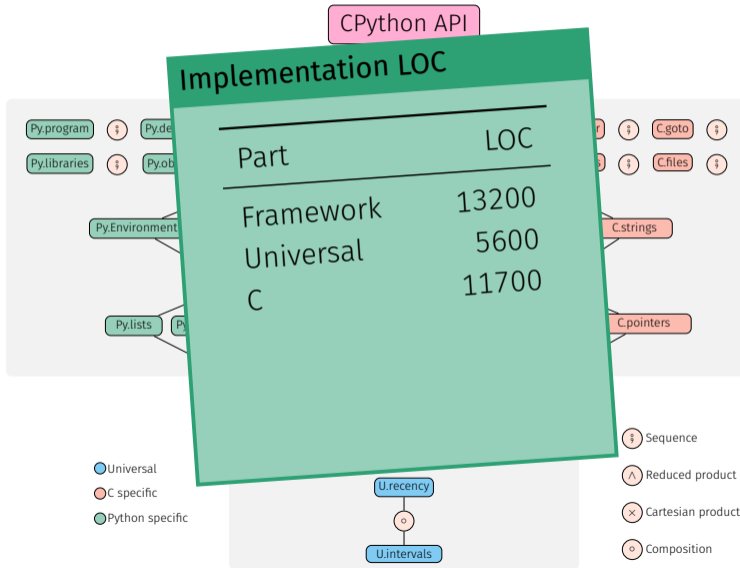 CPython API
Implementation LOC
Part LOC
Framework 13200
Universal 5600
C 11700
Py.program
C.goto
Py.libraries
C.files
Py.Environment
C.strings
Py.lists
C.pointers
Sequence
Universal
Reduced product
C specific
U.recency
Python specific
Cartesian product
Composition
U.intervals